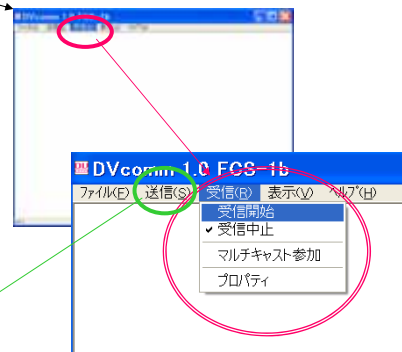 DVcomm 1.0 FCS-1b
ファイル(F) 送信(S) 受信(R) 表示(V) ヘルプ(H)
受信開始
✓ 受信中止
マルチキャスト参加
プロパティ